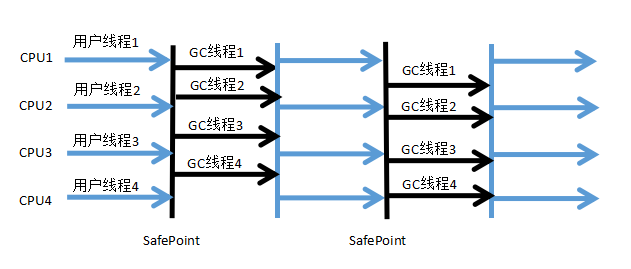 CPU1 用户线程1 GC线程1 GC线程1
CPU2 用户线程2 GC线程2 GC线程2
CPU3 用户线程3 GC线程3 GC线程3
CPU4 用户线程4 GC线程4 GC线程4
SafePoint SafePoint